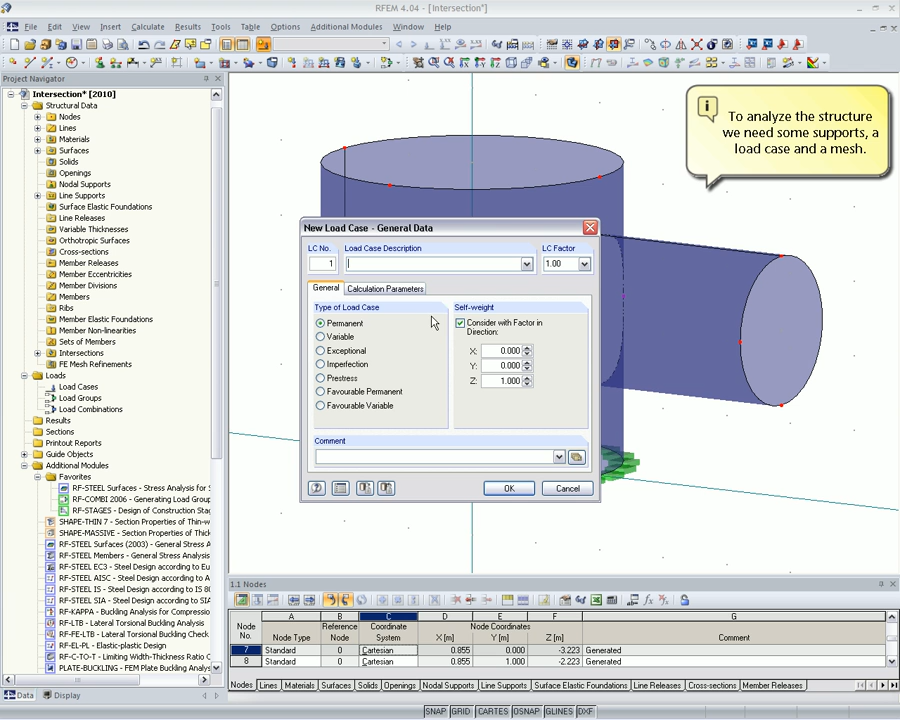 RFEM 4.04 - [Intersection*]
File Edit View Insert Calculate Results Tools Table Options Additional Modules Window Help
Project Navigator
Intersection* [2010]
Structural Data
Nodes
Lines
Materials
Surfaces
Solids
Openings
Nodal Supports
Line Supports
Surface Elastic Foundations
Line Releases
Variable Thicknesses
Orthotropic Surfaces
Cross-sections
Member Releases
Member Eccentricities
Member Divisions
Members
Ribs
Member Elastic Foundations
Member Non-linearities
Sets of Members
Intersections
FE Mesh Refinements
Loads
Load Cases
Load Groups
Load Combinations
Results
Sections
Printout Reports
Guide Objects
Additional Modules
Favorites
RF-STEEL Surfaces - Stress Analysis for S
RF-COMBI 2006 - Generating Load Group
RF-STAGES - Design of Construction Stag
SHAPE-THIN 7 - Section Properties of Thin-w
SHAPE-MASSIVE - Section Properties of Thick
RF-STEEL Surfaces (2003) - General Stress A
RF-STEEL Members - General Stress Analysis
RF-STEEL EC3 - Steel Design according to Eu
RF-STEEL AISC - Steel Design according to A
RF-STEEL IS - Steel Design according to IS 80
RF-STEEL SIA - Steel Design according to SIA
RF-KAPPA - Buckling Analysis for Compressio
RF-LTB - Lateral Torsional Buckling Analysis
RF-FE-LTB - Lateral Torsional Buckling Check
RF-EL-PL - Elastic-plastic Design
RF-C-TO-T - Limiting Width-Thickness Ratio C
PLATE-BUCKLING - FEM Plate Buckling Analys
Data Display
To analyze the structure
we need some supports, a
load case and a mesh.
New Load Case - General Data
LC No. Load Case Description LC Factor
1 1.00
General Calculation Parameters
Type of Load Case
Permanent
Variable
Exceptional
Imperfection
Prestress
Favourable Permanent
Favourable Variable
Self-weight
Consider with Factor in
Direction:
X: 0.000
Y: 0.000
Z: 1.000
Comment
OK Cancel
1.1 Nodes
A B C D E F G
Node Reference Coordinate Node Coordinates
No. Node Type Node System X [m] Y [m] Z [m] Comment
7 Standard 0 Cartesian 0.855 0.000 -3.223 Generated
8 Standard 0 Cartesian 0.855 1.000 -2.223 Generated
Nodes Lines Materials Surfaces Solids Openings Nodal Supports Line Supports Surface Elastic Foundations Line Releases Cross-sections Member Releases
SNAP GRID CARTES OSNAP GLINES DXF